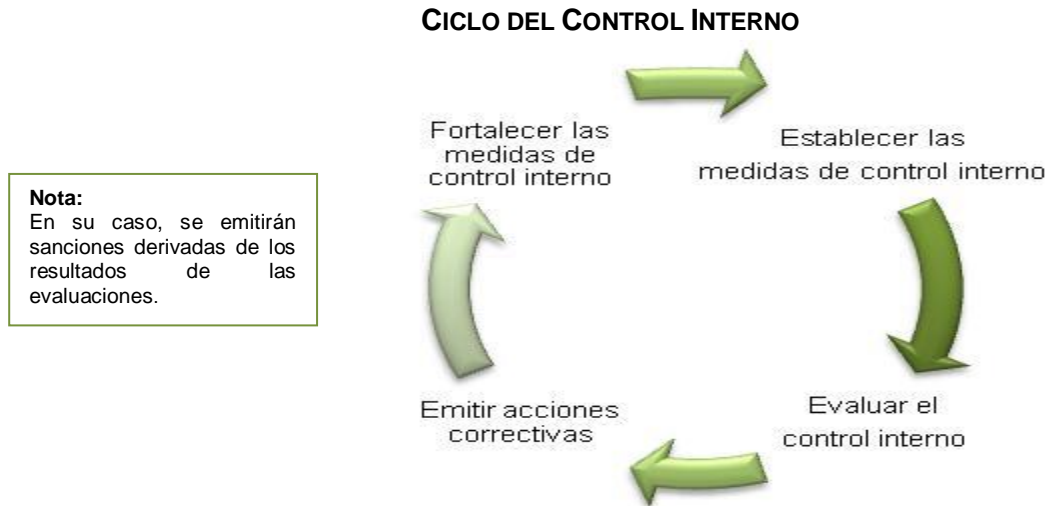 CICLO DEL CONTROL INTERNO
Fortalecer las
medidas de
control interno
Establecer las
medidas de control interno
Nota:
En su caso, se emitirán
sanciones derivadas de los
resultados de las
evaluaciones.
Emitir acciones
correctivas
Evaluar el
control interno